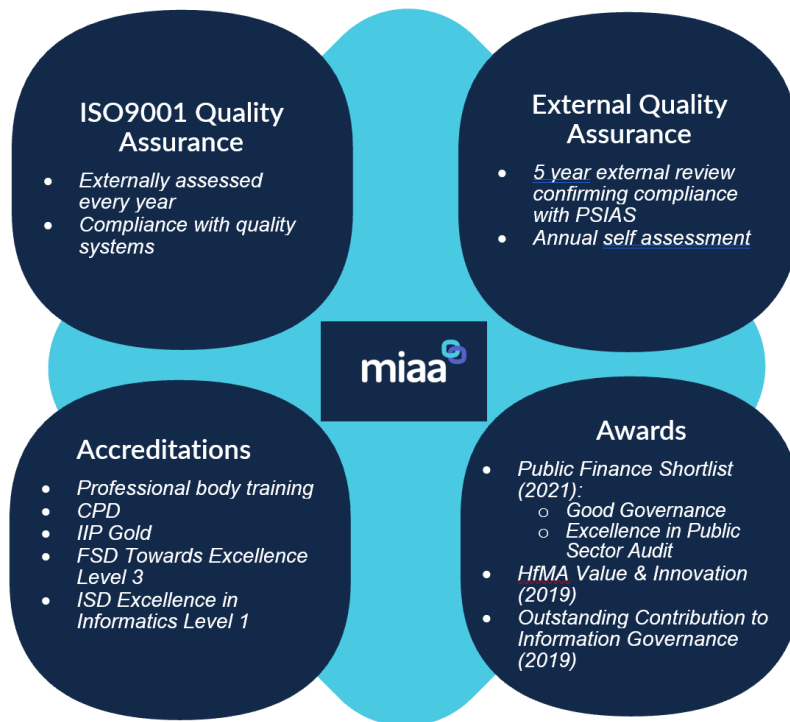 ISO9001 Quality
Assurance
• Externally assessed
every year
• Compliance with quality
systems
External Quality
Assurance
• 5 year external review
confirming compliance
with PSIAS
• Annual self assessment
miaa
Accreditations
• Professional body training
• CPD
• IIP Gold
• FSD Towards Excellence
Level 3
• ISD Excellence in
Informatics Level 1
Awards
• Public Finance Shortlist
(2021):
o Good Governance
o Excellence in Public
Sector Audit
• HfMA Value & Innovation
(2019)
• Outstanding Contribution to
Information Governance
(2019)